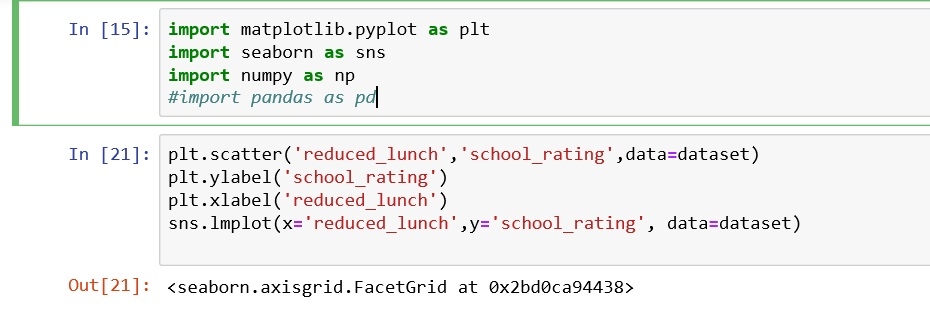 In [15]: import matplotlib.pyplot as plt
import seaborn as sns
import numpy as np
#import pandas as pd
In [21]: plt.scatter('reduced_lunch','school_rating',data=dataset)
plt.ylabel('school_rating')
plt.xlabel('reduced_lunch')
sns.lmplot(x='reduced_lunch',y='school_rating', data=dataset)
Out[21]: <seaborn.axisgrid.FacetGrid at 0x2bd0ca94438>